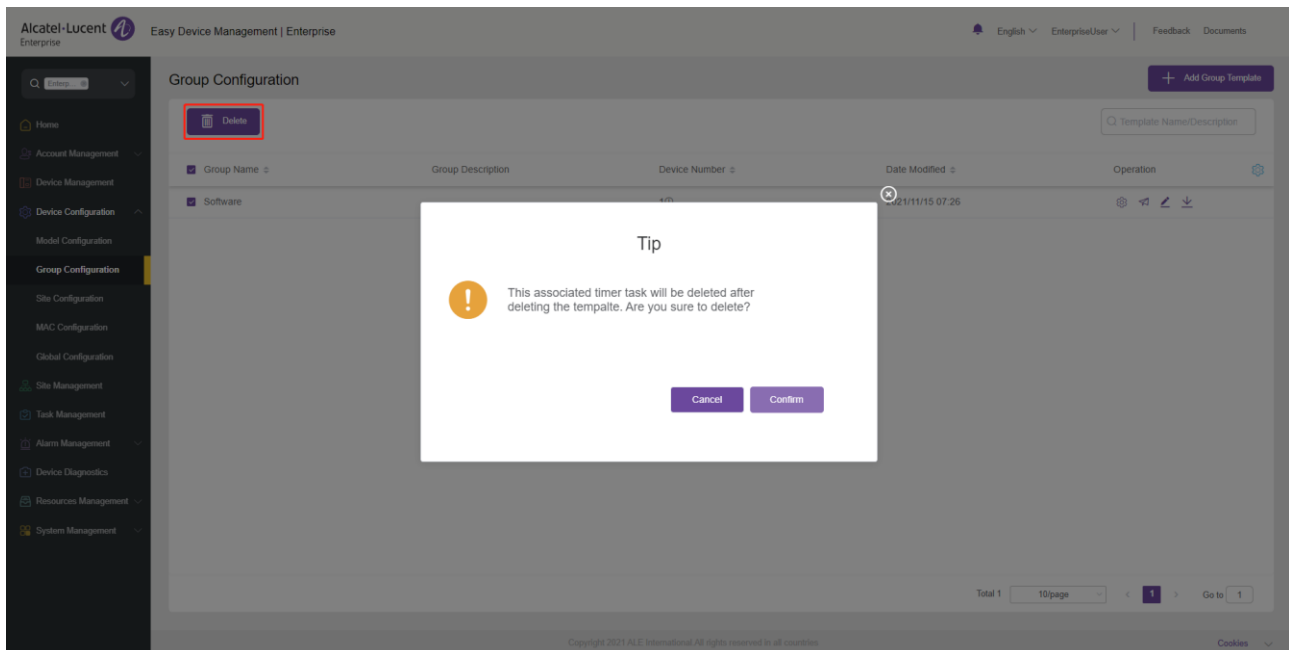 Alcatel·Lucent
Enterprise
Easy Device Management | Enterprise
English
EnterpriseUser
Feedback
Documents
Enterp...
Home
Account Management
Device Management
Device Configuration
Model Configuration
Group Configuration
Site Configuration
MAC Configuration
Global Configuration
Site Management
Task Management
Alarm Management
Device Diagnostics
Resources Management
System Management
Group Configuration
Add Group Template
Delete
Template Name/Description
Group Name
Group Description
Device Number
Date Modified
Operation
Software
2021/11/15 07:26
Tip
This associated timer task will be deleted after
deleting the tempalte. Are you sure to delete?
Cancel
Confirm
Total 1
10/page
1
Go to
1
Copyright 2021 ALE International All rights reserved in all countries
Cookies